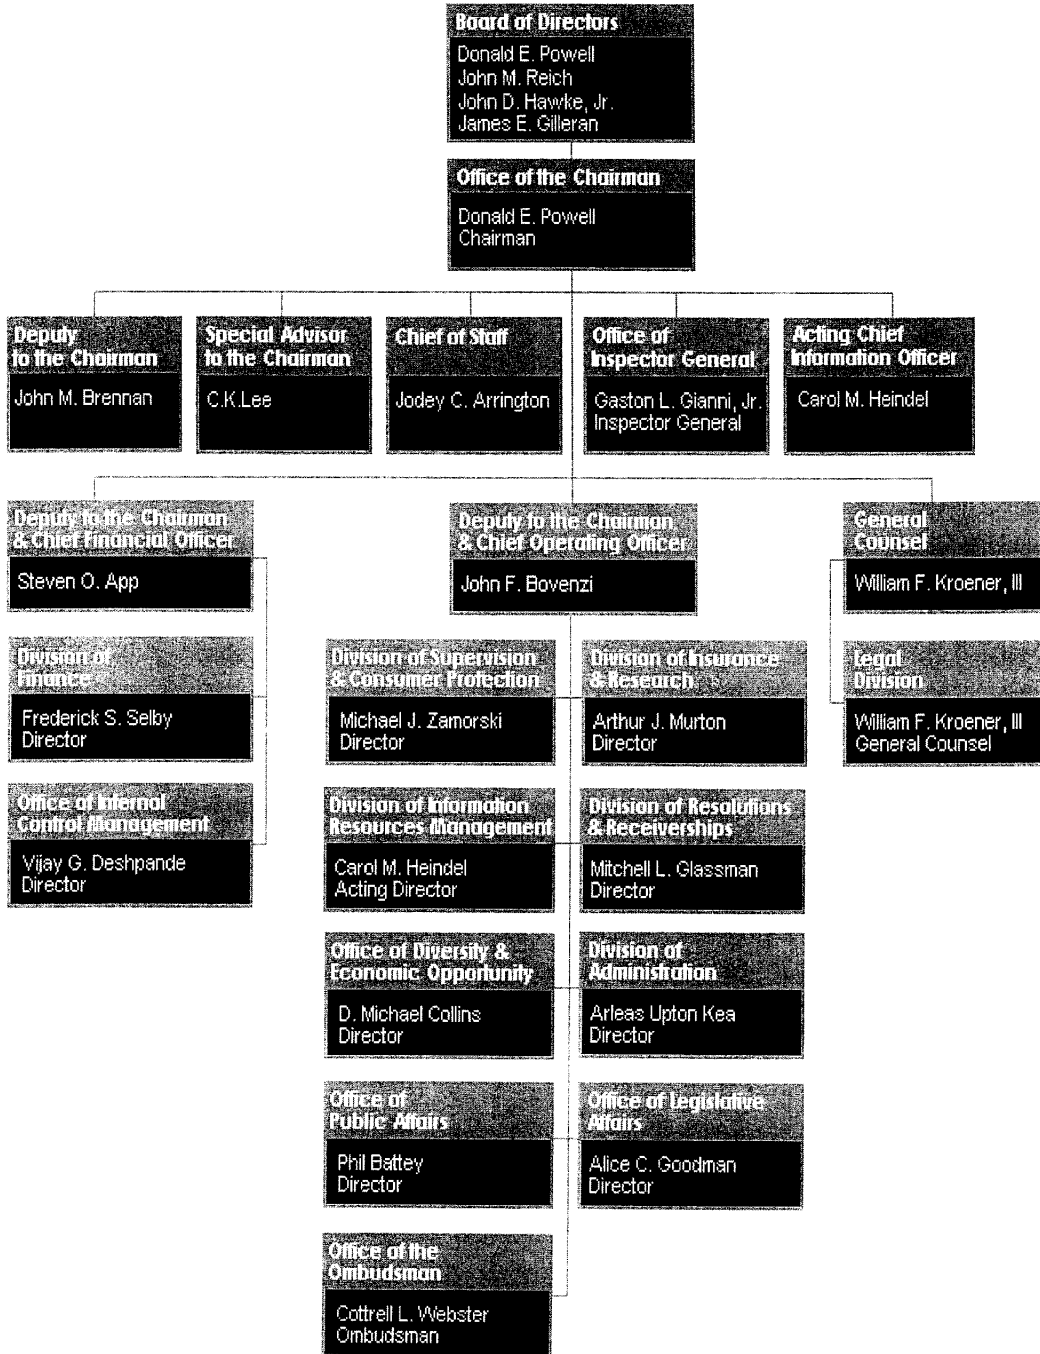 Board of Directors
Donald E. Powell
John M. Reich
John D. Hawke, Jr.
James E. Gilleran
Office of the Chairman
Donald E. Powell
Chairman
Deputy
to the Chairman
John M. Brennan
Special Advisor
to the Chairman
C.K.Lee
Chief of Staff
Jodey C. Arrington
Office of
Inspector General
Gaston L. Gianni, Jr.
Inspector General
Acting Chief
Information Officer
Carol M. Heindel
Deputy to the Chairman
& Chief Financial Officer
Steven O. App
Deputy to the Chairman
& Chief Operating Officer
John F. Bovenzi
General
Counsel
William F. Kroener, III
Division of
Finance
Frederick S. Selby
Director
Division of Supervision
& Consumer Protection
Michael J. Zamorski
Director
Division of Insurance
& Research
Arthur J. Murton
Director
Legal
Division
William F. Kroener, III
General Counsel
Office of Internal
Control Management
Vijay G. Deshpande
Director
Division of Information
Resources Management
Carol M. Heindel
Acting Director
Division of Resolutions
& Receiverships
Mitchell L. Glassman
Director
Office of Diversity &
Economic Opportunity
D. Michael Collins
Director
Division of
Administration
Arleas Upton Kea
Director
Office of
Public Affairs
Phil Battey
Director
Office of Legislative
Affairs
Alice C. Goodman
Director
Office of the
Ombudsman
Cottrell L. Webster
Ombudsman